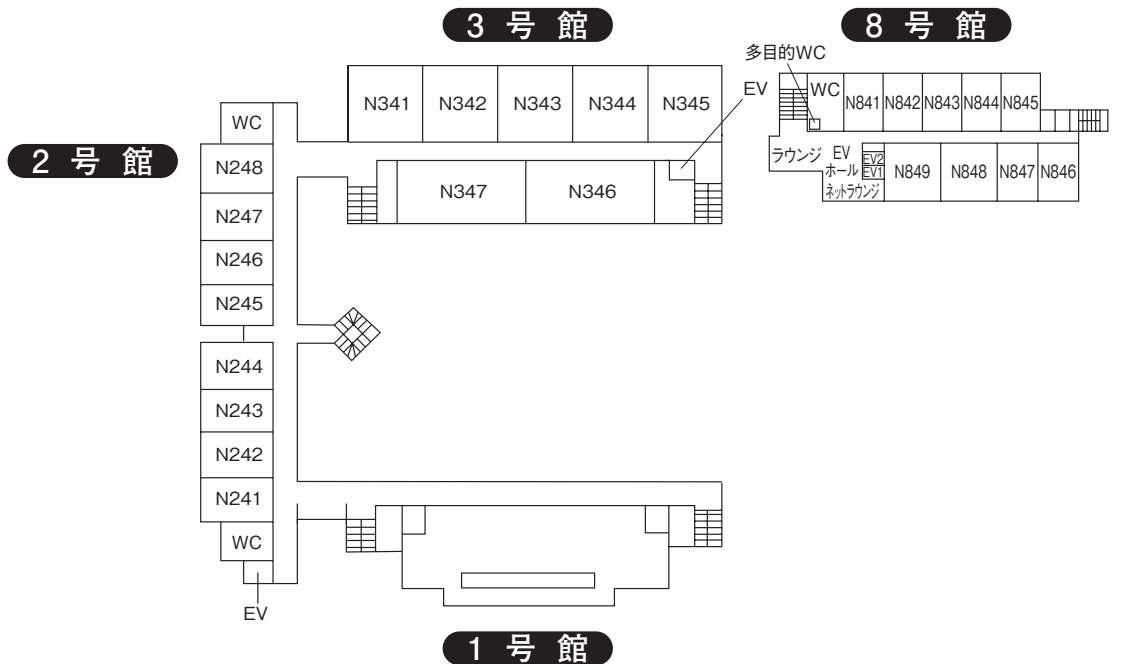 3 号 館
N341 N342 N343 N344 N345
EV
N347 N346
2 号 館
WC
N248
N247
N246
N245
N244
N243
N242
N241
WC
EV
1 号 館
8 号 館
多目的WC
WC
N841 N842 N843 N844 N845
ラウンジ
EV
ホール
ネットラウンジ
EV2
EV1
N849 N848 N847 N846